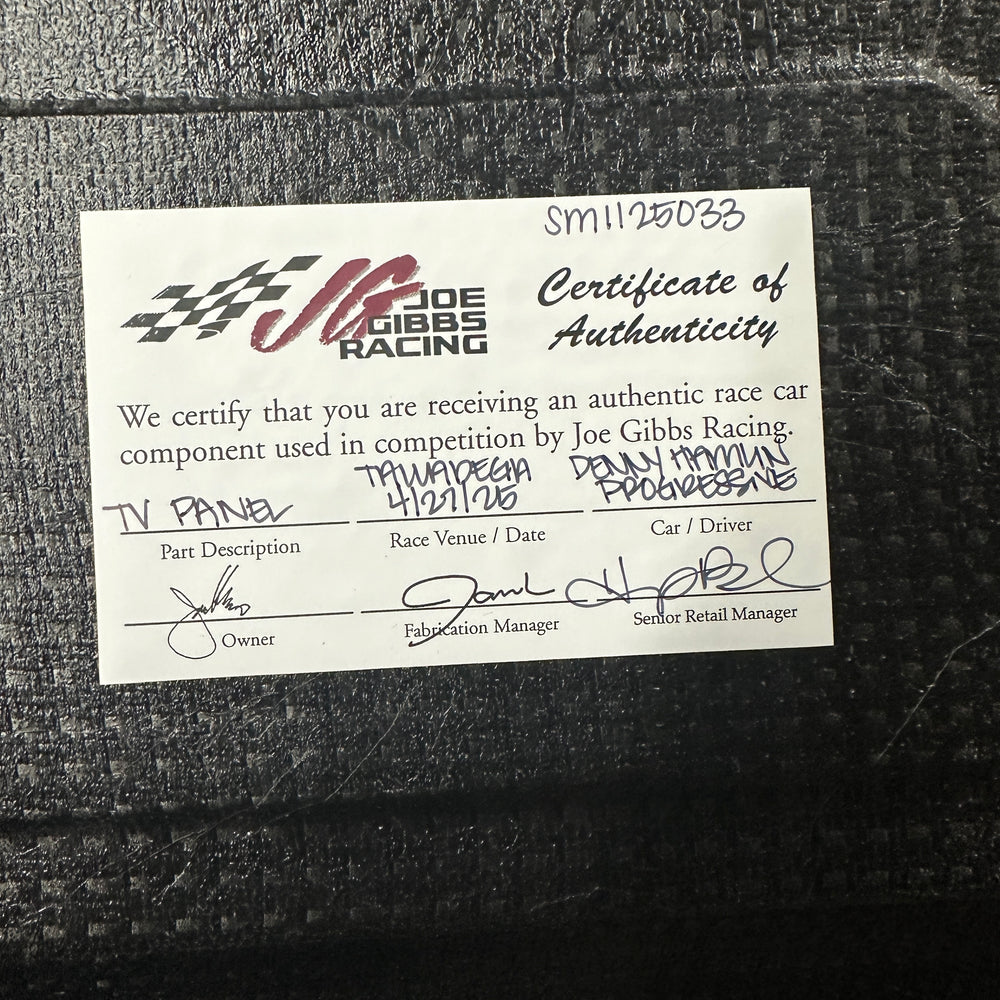 SM1125033
JG JOE
GIBBS
RACING
Certificate of
Authenticity
We certify that you are receiving an authentic race car
component used in competition by Joe Gibbs Racing.
TV PANEL
TALLADEGA
4/27/25
DENNY HAMLIN
PROGRESSIVE
Part Description
Race Venue / Date
Car / Driver
Owner
Fabrication Manager
Senior Retail Manager